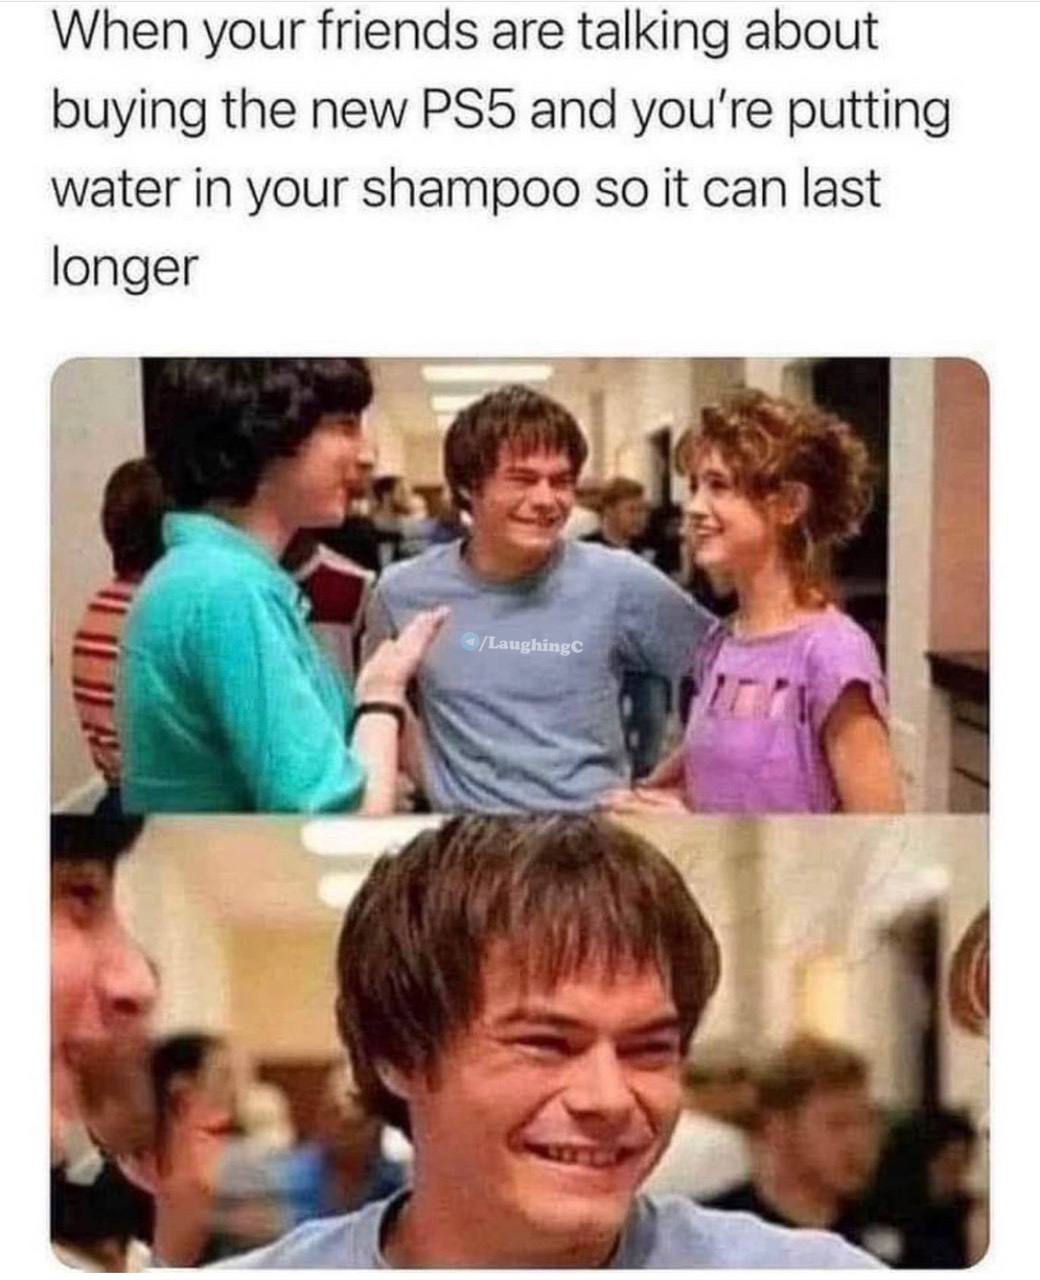 When your friends are talking about
buying the new PS5 and you're putting
water in your shampoo so it can last
longer
/LaughingC